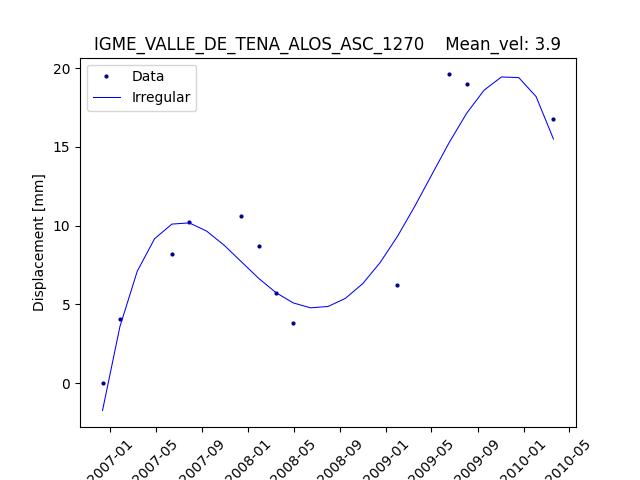 IGME_VALLE_DE_TENA_ALOS_ASC_1270    Mean_vel: 3.9
Data
Irregular
20
15
10
5
0
Displacement [mm]
2007-01 2007-05 2007-09 2008-01 2008-05 2008-09 2009-01 2009-05 2009-09 2010-01 2010-05